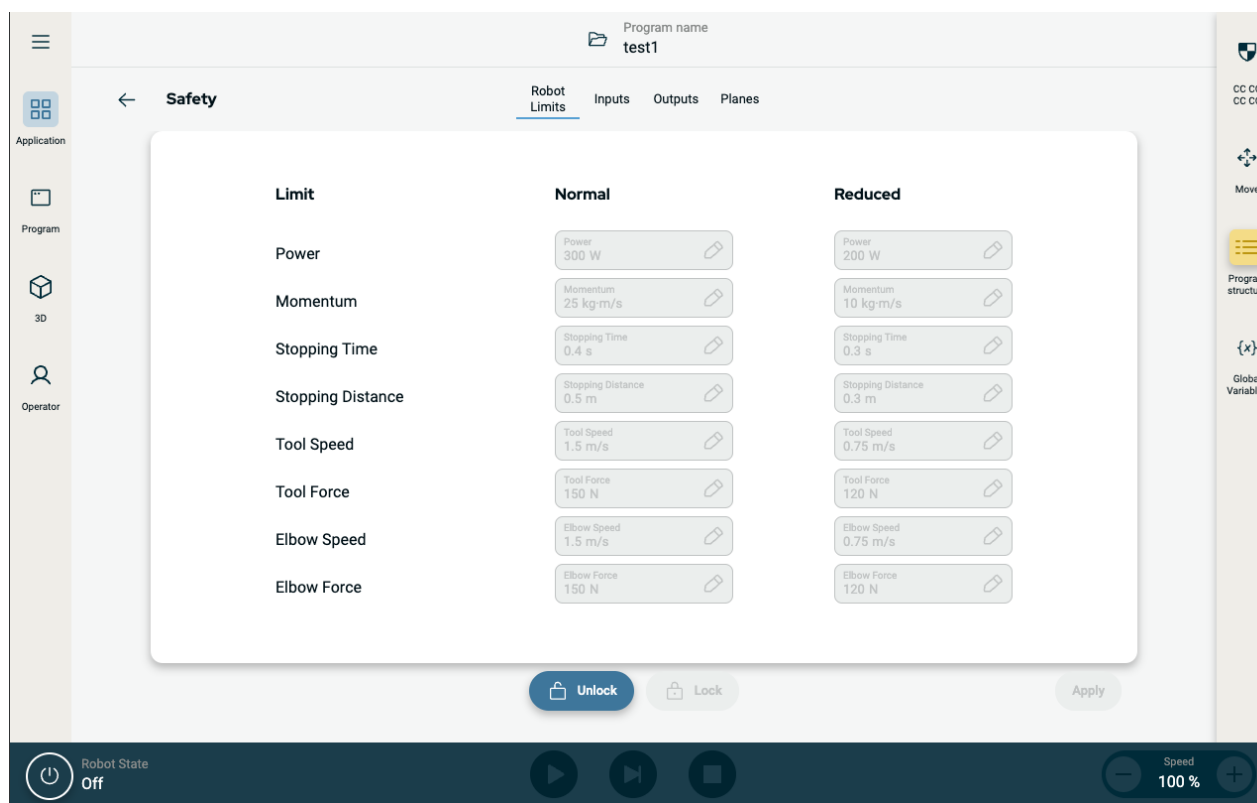 Program name
test1
Safety
Robot
Limits
Inputs
Outputs
Planes
Application
Program
3D
Operator
Limit
Normal
Reduced
Power
Power
300 W
Power
200 W
Momentum
Momentum
25 kg·m/s
Momentum
10 kg·m/s
Stopping Time
Stopping Time
0.4 s
Stopping Time
0.3 s
Stopping Distance
Stopping Distance
0.5 m
Stopping Distance
0.3 m
Tool Speed
Tool Speed
1.5 m/s
Tool Speed
0.75 m/s
Tool Force
Tool Force
150 N
Tool Force
120 N
Elbow Speed
Elbow Speed
1.5 m/s
Elbow Speed
0.75 m/s
Elbow Force
Elbow Force
150 N
Elbow Force
120 N
Unlock
Lock
Apply
CC
CC
Move
{x}
Robot State
Off
Speed
100 %